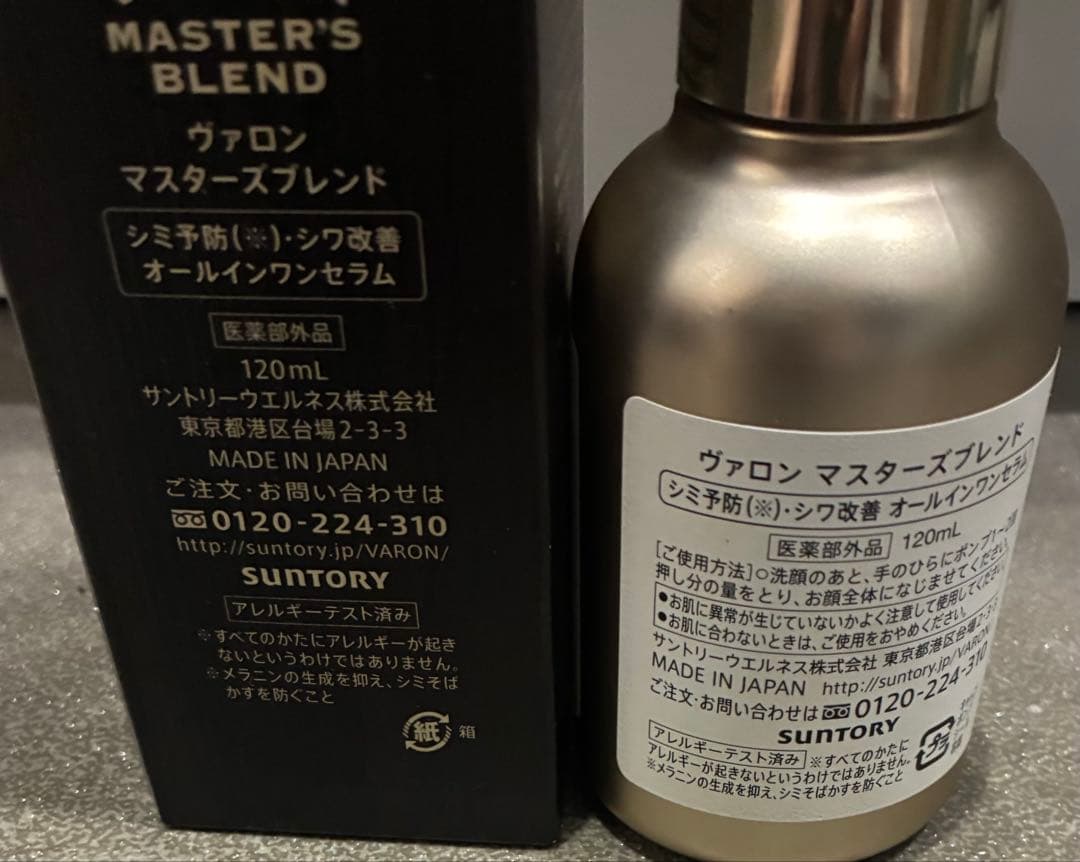 MASTER'S
BLEND
ヴァロン
マスターズブレンド
シミ予防(※)・シワ改善
オールインワンセラム
医薬部外品
120mL
サントリーウエルネス株式会社
東京都港区台場2-3-3
MADE IN JAPAN
ご注文・お問い合わせは
0120-224-310
http://suntory.jp/VARON/
SUNTORY
アレルギーテスト済み
※すべてのかたにアレルギーが起き
ないというわけではありません。
※メラニンの生成を抑え、シミそば
かすを防ぐこと
紙 箱
ヴァロン マスターズブレンド
シミ予防(※)・シワ改善 オールインワンセラム
医薬部外品 120mL
[ご使用方法]○洗顔のあと、手のひらにポンプ1~2回
押し分の量をとり、お顔全体になじませてください。
●お肌に異常が生じていないかよく注意して使用してください。
●お肌に合わないときは、ご使用をおやめください。
サントリーウエルネス株式会社 東京都港区台場2-3-3
MADE IN JAPAN http://suntory.jp/VARON
ご注文・お問い合わせは 0120-224-310
SUNTORY
アレルギーテスト済み ※すべてのかたに
アレルギーが起きないというわけではありません。
※メラニンの生成を抑え、シミそばかすを防ぐこと
プラ